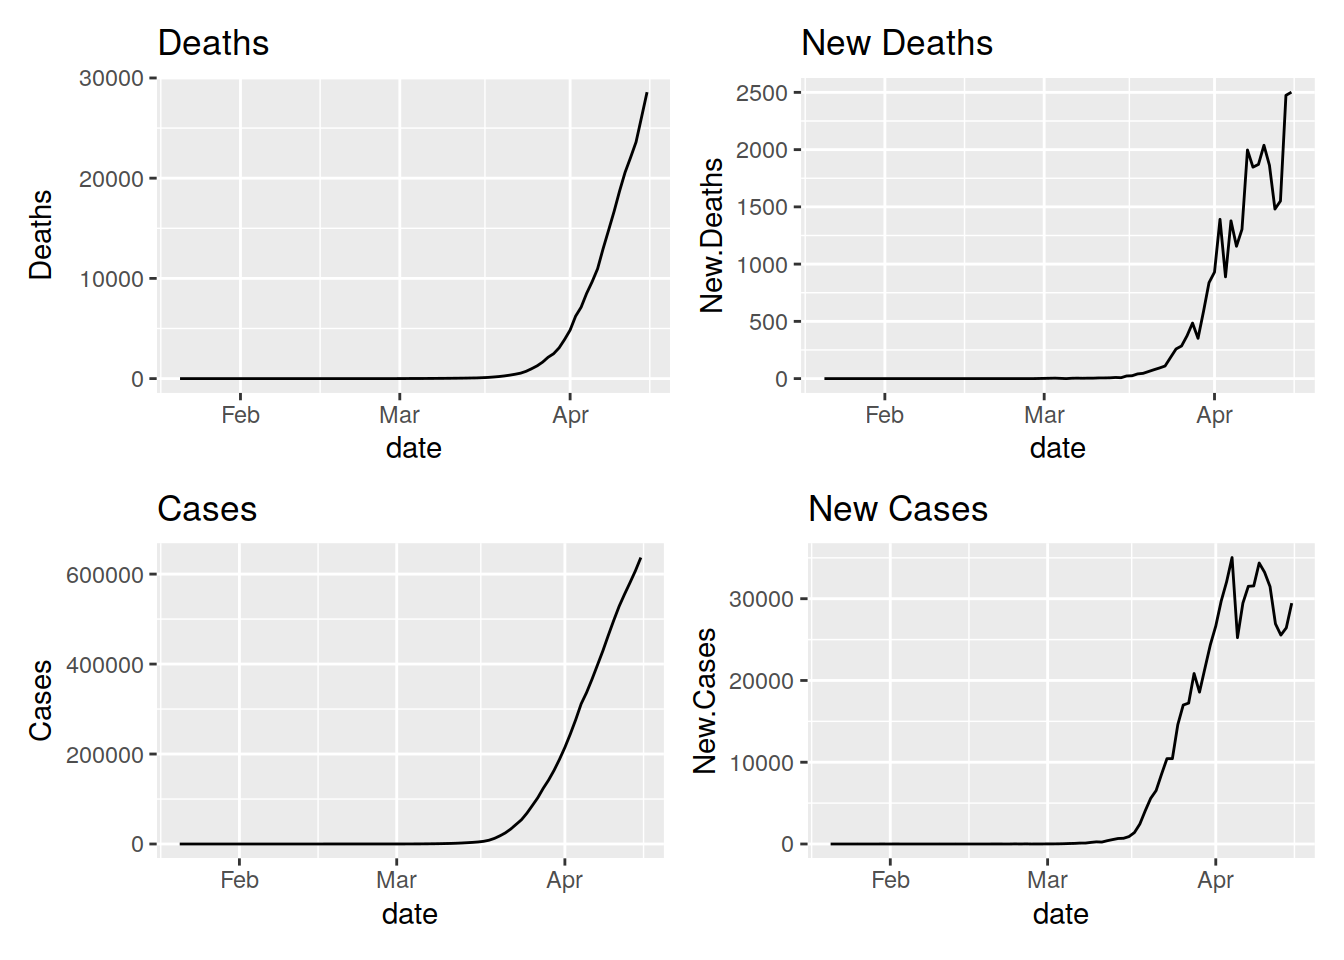 Deaths
30000
20000
10000
0
Deaths
Feb Mar Apr
date
New Deaths
2500
2000
1500
1000
500
0
New.Deaths
Feb Mar Apr
date
Cases
600000
400000
200000
0
Cases
Feb Mar Apr
date
New Cases
30000
20000
10000
0
New.Cases
Feb Mar Apr
date